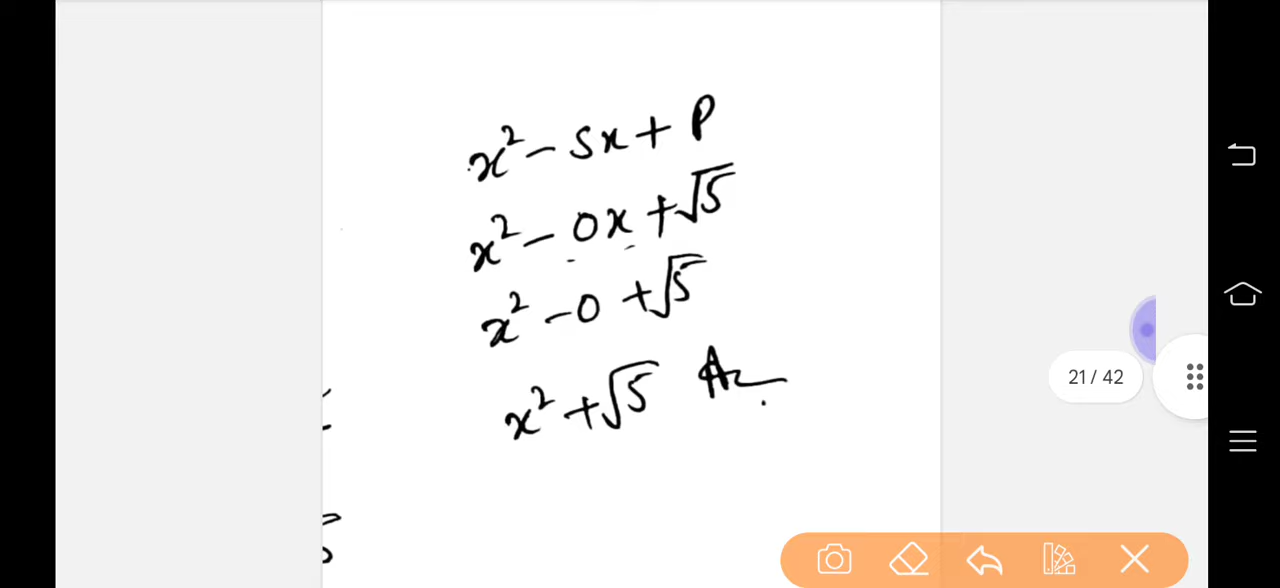 x² - Sx + P
x² - 0x + √5
x² - 0 + √5
x² + √5 A
21 / 42